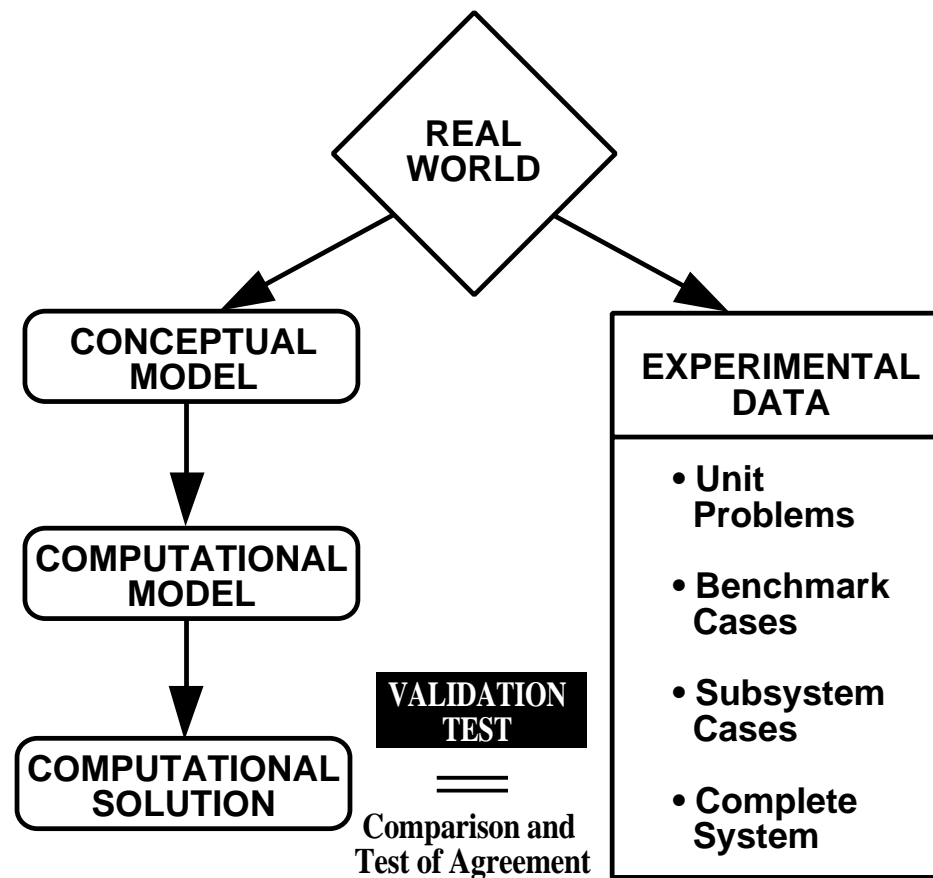 REAL
WORLD
CONCEPTUAL
MODEL
COMPUTATIONAL
MODEL
COMPUTATIONAL
SOLUTION
VALIDATION
TEST
Comparison and
Test of Agreement
EXPERIMENTAL
DATA
• Unit
Problems
• Benchmark
Cases
• Subsystem
Cases
• Complete
System